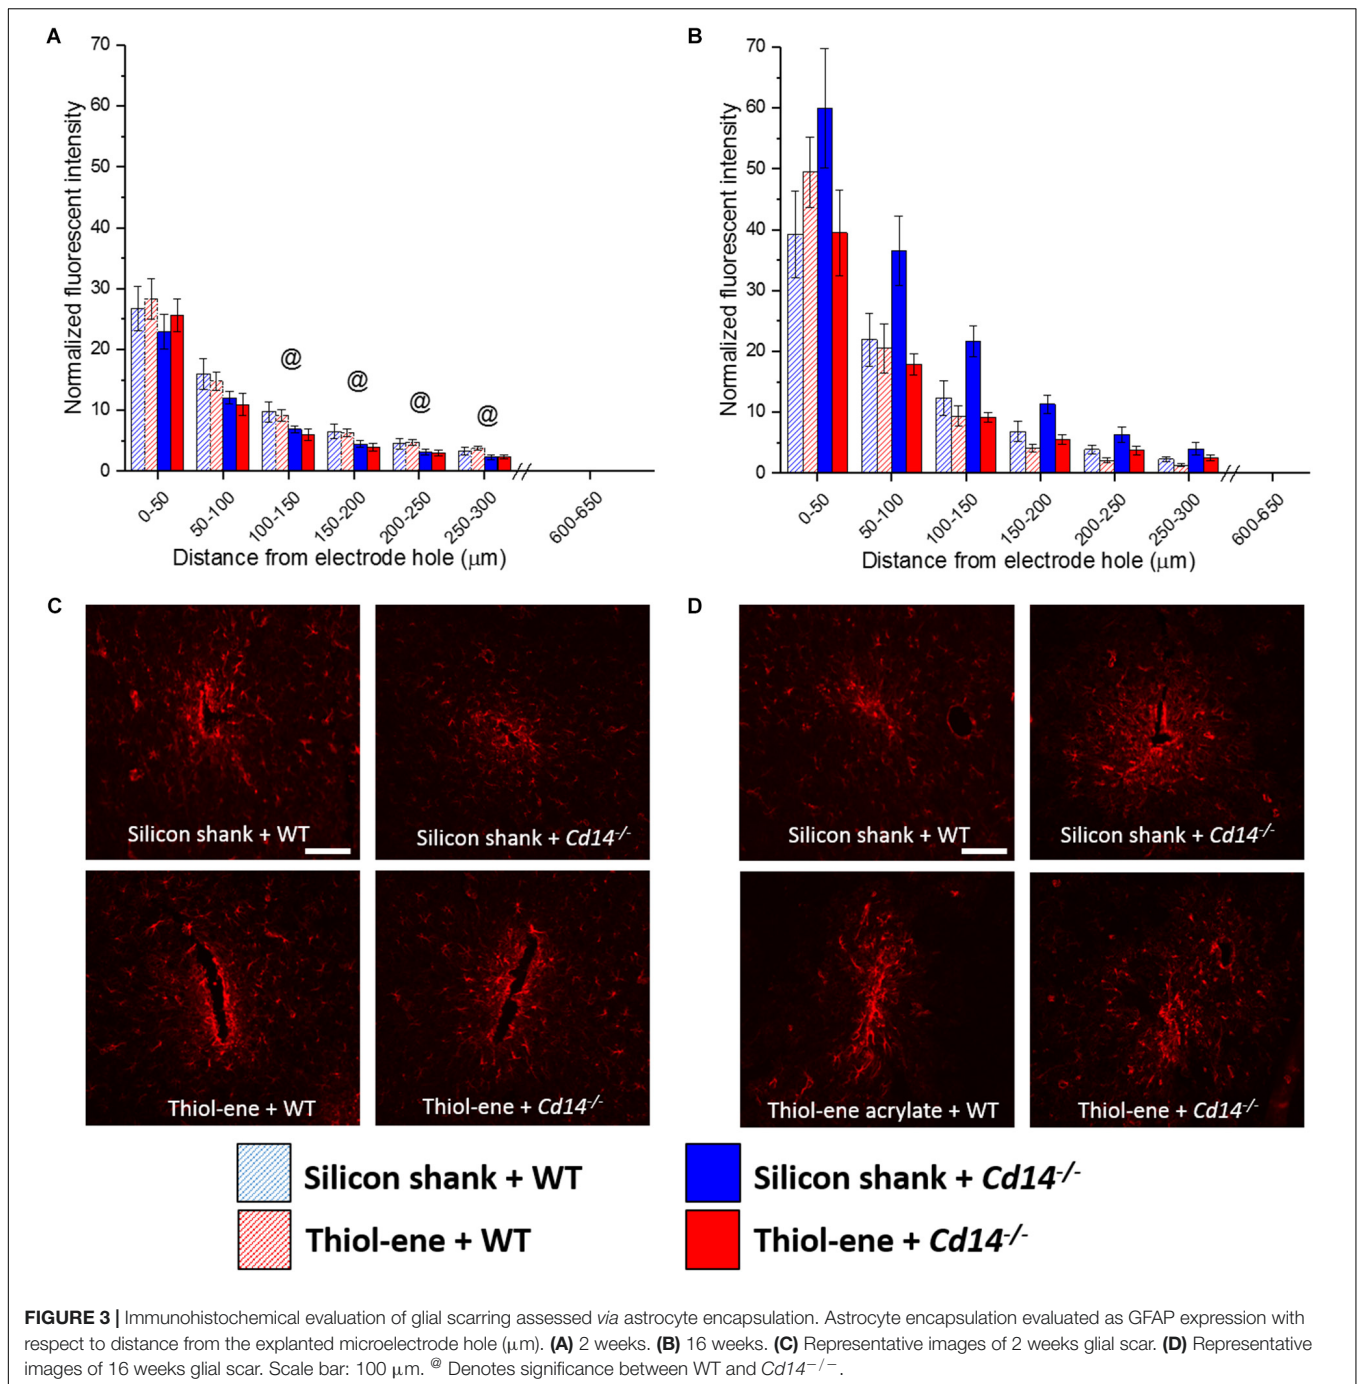 A
Normalized fluorescent intensity
70
60
50
40
30
20
10
0
@
@
@
@
0-50
50-100
100-150
150-200
200-250
250-300
600-650
Distance from electrode hole (μm)
B
Normalized fluorescent intensity
70
60
50
40
30
20
10
0
0-50
50-100
100-150
150-200
200-250
250-300
600-650
Distance from electrode hole (μm)
C
Silicon shank + WT
Silicon shank + Cd14-/-
Thiol-ene + WT
Thiol-ene + Cd14-/-
D
Silicon shank + WT
Silicon shank + Cd14-/-
Thiol-ene acrylate + WT
Thiol-ene + Cd14-/-
Silicon shank + WT
Silicon shank + Cd14-/-
Thiol-ene + WT
Thiol-ene + Cd14-/-
FIGURE 3 | Immunohistochemical evaluation of glial scarring assessed via astrocyte encapsulation. Astrocyte encapsulation evaluated as GFAP expression with
respect to distance from the explanted microelectrode hole (μm). (A) 2 weeks. (B) 16 weeks. (C) Representative images of 2 weeks glial scar. (D) Representative
images of 16 weeks glial scar. Scale bar: 100 μm. @ Denotes significance between WT and Cd14−/−.